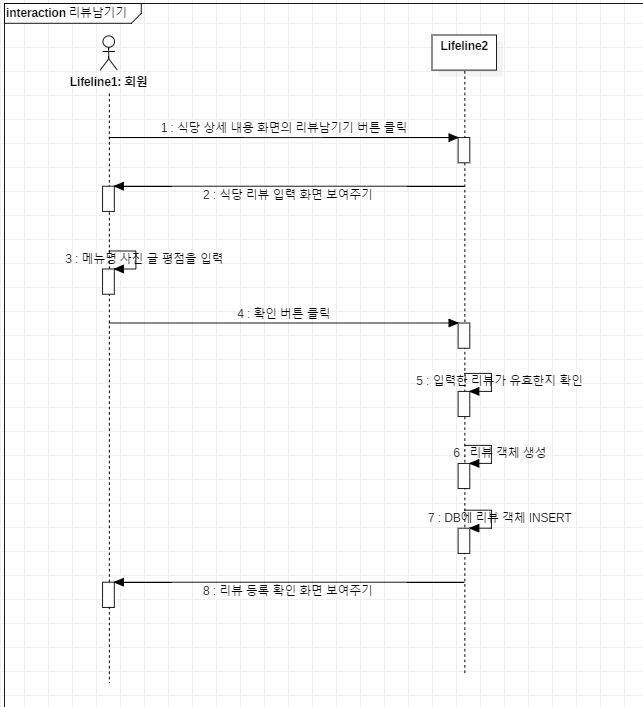 interaction 리뷰남기기
Lifeline1: 회원
Lifeline2
1 : 식당 상세 내용 화면의 리뷰남기기 버튼 클릭
2 : 식당 리뷰 입력 화면 보여주기
3 : 메뉴명 사진 글 평점을 입력
4 : 확인 버튼 클릭
5 : 입력한 리뷰가 유효한지 확인
6 : 리뷰 객체 생성
7 : DB에 리뷰 객체 INSERT
8 : 리뷰 등록 확인 화면 보여주기